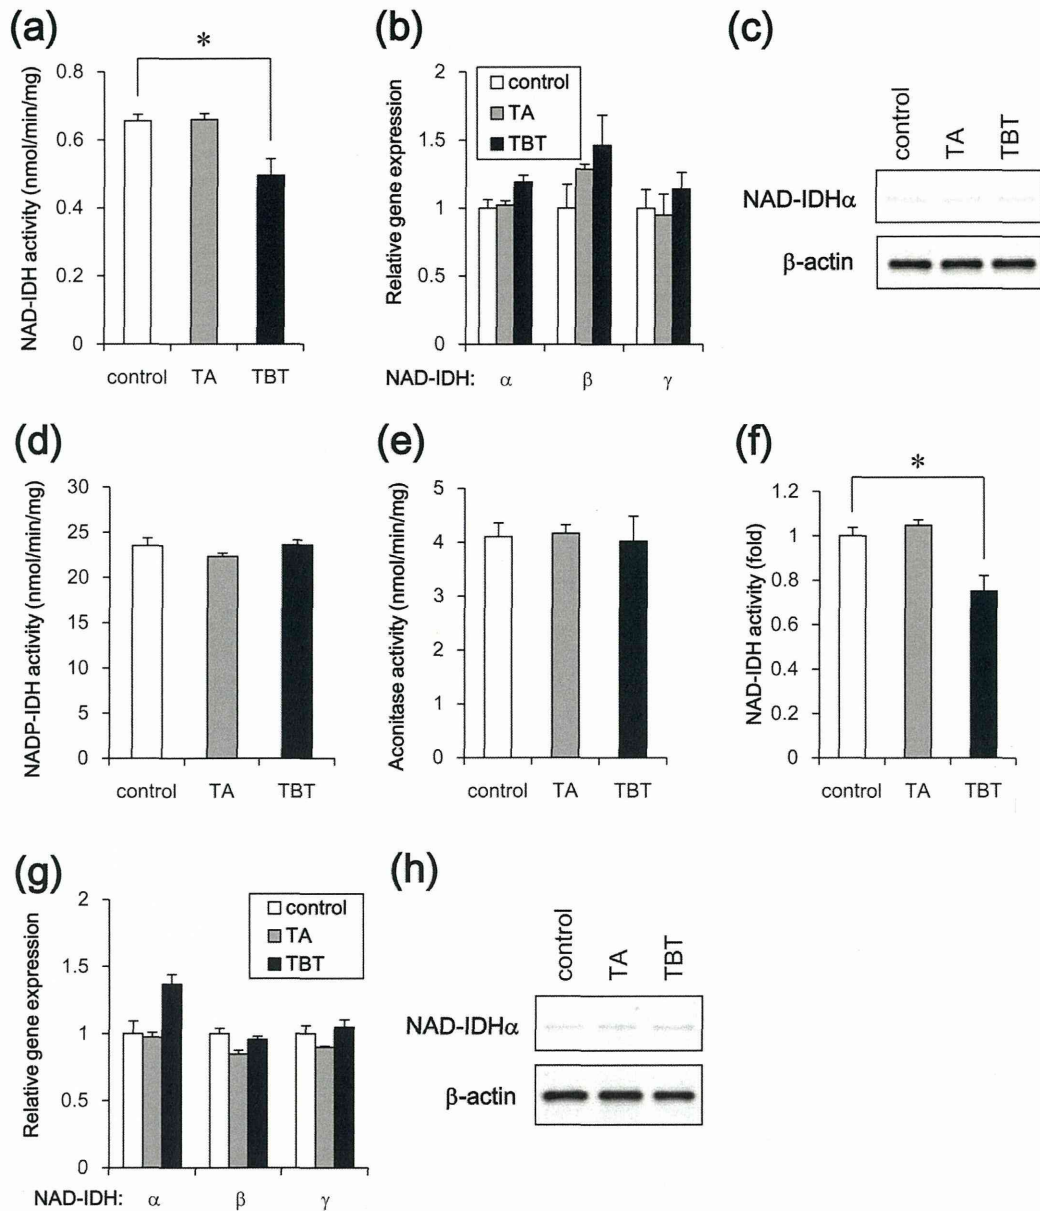 (a)
NAD-IDH activity (nmol/min/mg)
0.8
0.6
0.4
0.2
0
*
control TA TBT
(b)
Relative gene expression
2
1.5
1
0.5
0
control
TA
TBT
NAD-IDH: α β γ
(c)
control TA TBT
NAD-IDHα
β-actin
(d)
NADP-IDH activity (nmol/min/mg)
30
25
20
15
10
5
0
control TA TBT
(e)
Aconitase activity (nmol/min/mg)
5
4
3
2
1
0
control TA TBT
(f)
NAD-IDH activity (fold)
1.2
1
0.8
0.6
0.4
0.2
0
*
control TA TBT
(g)
Relative gene expression
2
1.5
1
0.5
0
control
TA
TBT
NAD-IDH: α β γ
(h)
control TA TBT
NAD-IDHα
β-actin